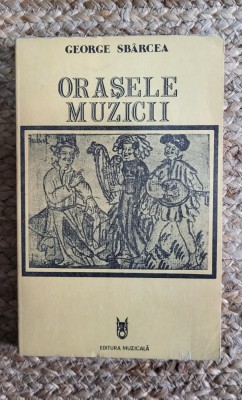 GEORGE SBÂRCEA
ORAȘELE
MUZICII
EDITURA MUZICALĂ